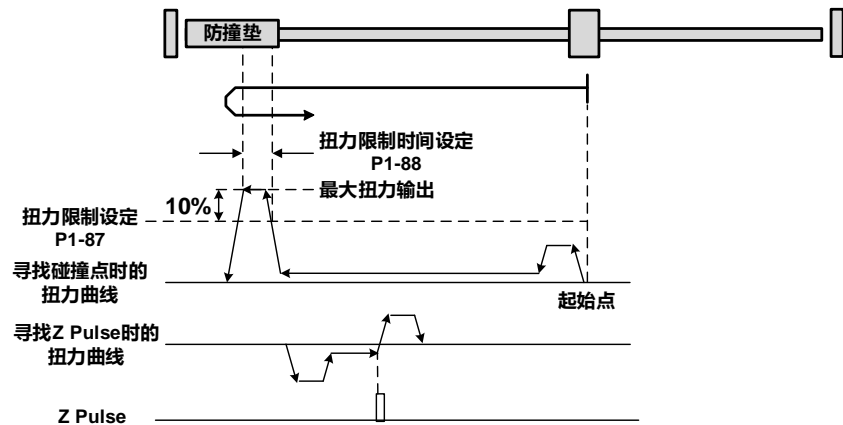 防撞垫
扭力限制时间设定
P1-88
最大扭力输出
10%
扭力限制设定
P1-87
寻找碰撞点时的
扭力曲线
起始点
寻找Z Pulse时的
扭力曲线
Z Pulse